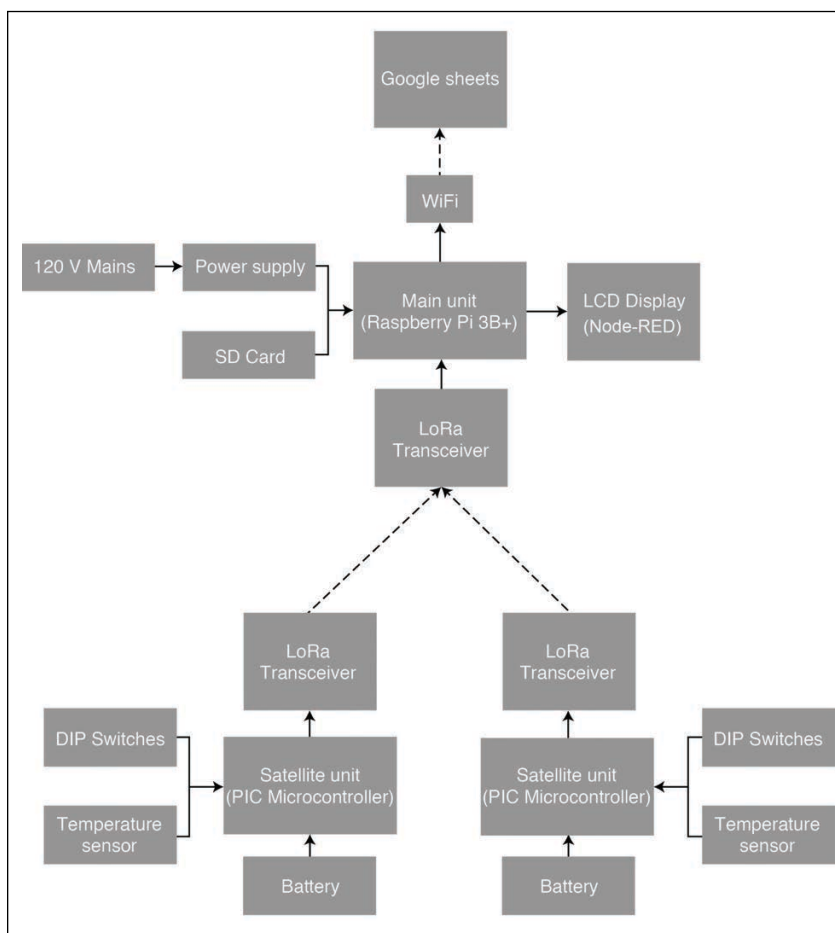 Google sheets
WiFi
120 V Mains
Power supply
Main unit
(Raspberry Pi 3B+)
LCD Display
(Node-RED)
SD Card
LoRa
Transceiver
LoRa
Transceiver
LoRa
Transceiver
DIP Switches
Satellite unit
(PIC Microcontroller)
Temperature
sensor
Battery
DIP Switches
Satellite unit
(PIC Microcontroller)
Temperature
sensor
Battery